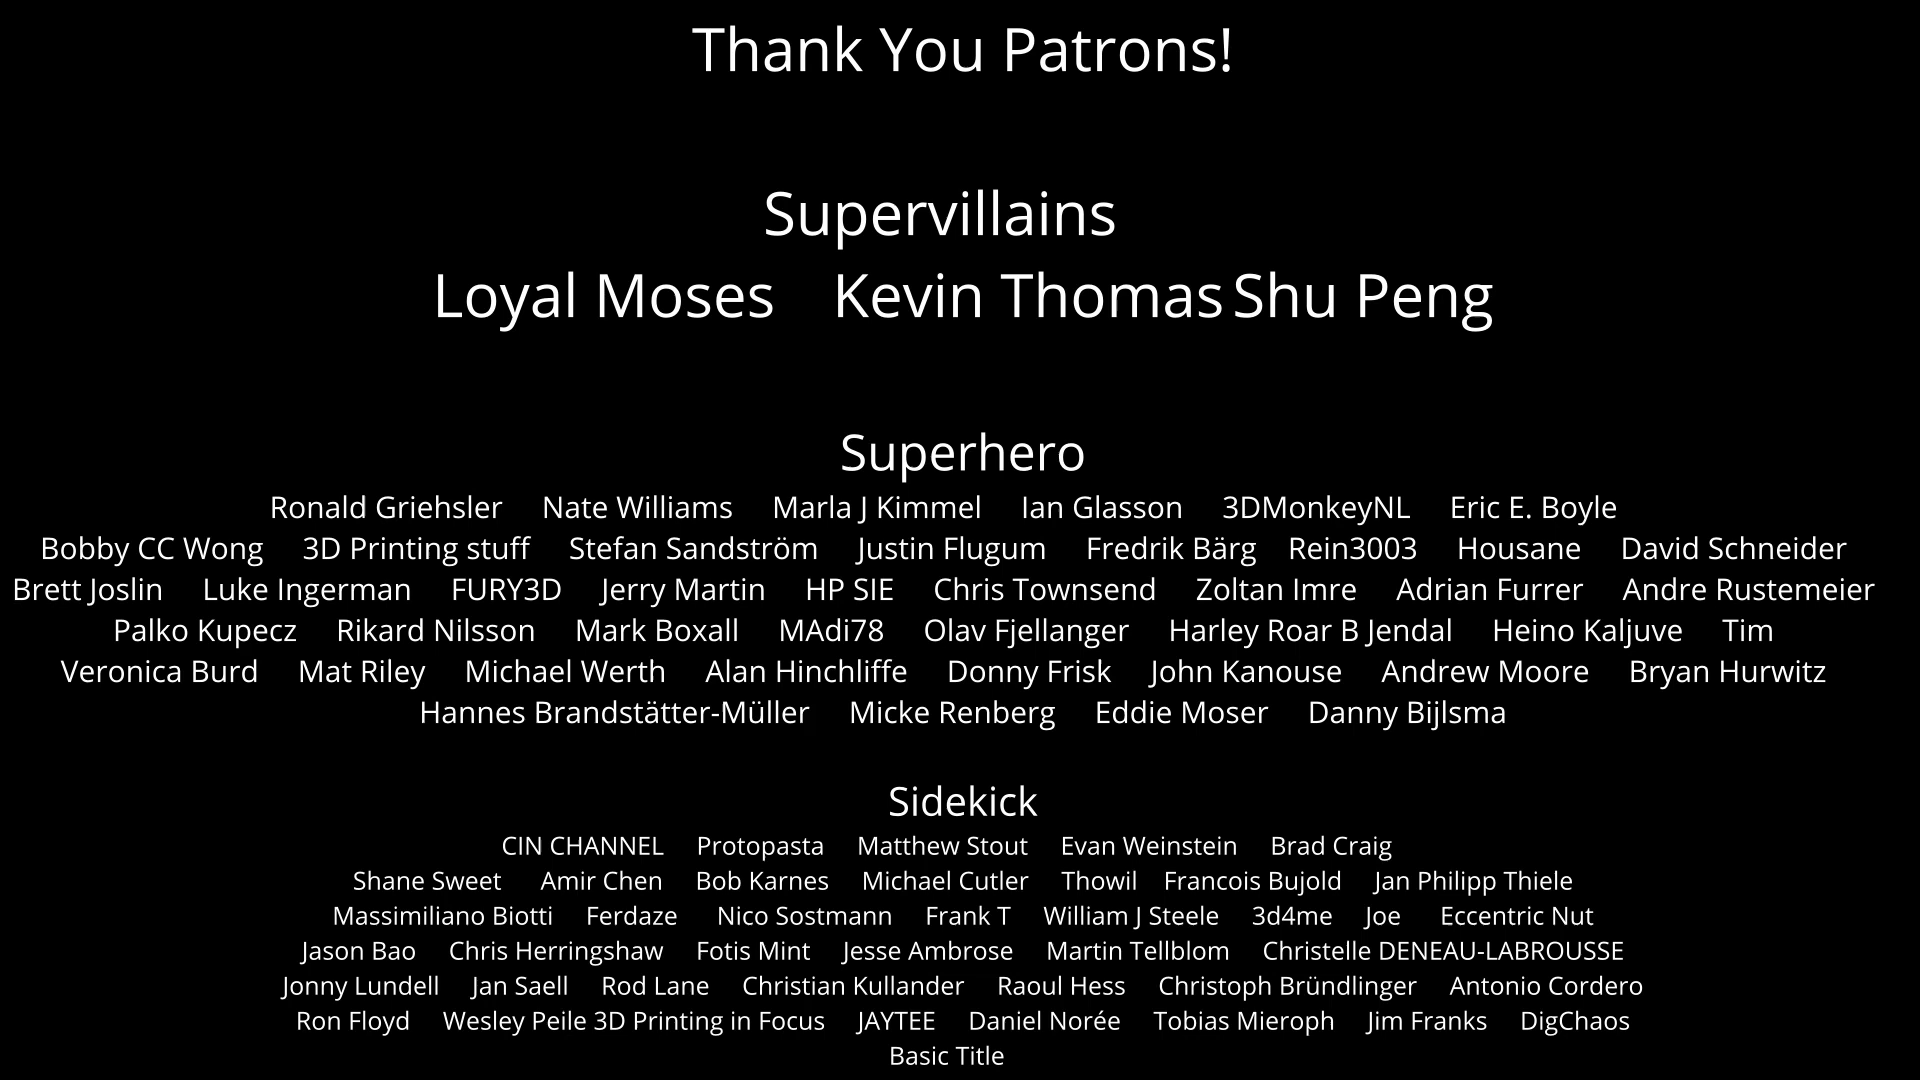 Thank You Patrons!
Supervillains
Loyal Moses Kevin Thomas Shu Peng
Superhero
Ronald Griehsler Nate Williams Marla J Kimmel Ian Glasson 3DMonkeyNL Eric E. Boyle
Bobby CC Wong 3D Printing stuff Stefan Sandström Justin Flugum Fredrik Bärg Rein3003 Housane David Schneider
Brett Joslin Luke Ingerman FURY3D Jerry Martin HP SIE Chris Townsend Zoltan Imre Adrian Furrer Andre Rustemeier
Palko Kupecz Rikard Nilsson Mark Boxall MAdi78 Olav Fjellanger Harley Roar B Jendal Heino Kaljuve Tim
Veronica Burd Mat Riley Michael Werth Alan Hinchliffe Donny Frisk John Kanouse Andrew Moore Bryan Hurwitz
Hannes Brandstätter-Müller Micke Renberg Eddie Moser Danny Bijlsma
Sidekick
CIN CHANNEL Protopasta Matthew Stout Evan Weinstein Brad Craig
Shane Sweet Amir Chen Bob Karnes Michael Cutler Thowil Francois Bujold Jan Philipp Thiele
Massimiliano Biotti Ferdaze Nico Sostmann Frank T William J Steele 3d4me Joe Eccentric Nut
Jason Bao Chris Herringshaw Fotis Mint Jesse Ambrose Martin Tellblom Christelle DENEAU-LABROUSSE
Jonny Lundell Jan Saell Rod Lane Christian Kullander Raoul Hess Christoph Bründlinger Antonio Cordero
Ron Floyd Wesley Peile 3D Printing in Focus JAYTEE Daniel Norée Tobias Mieroph Jim Franks DigChaos
Basic Title